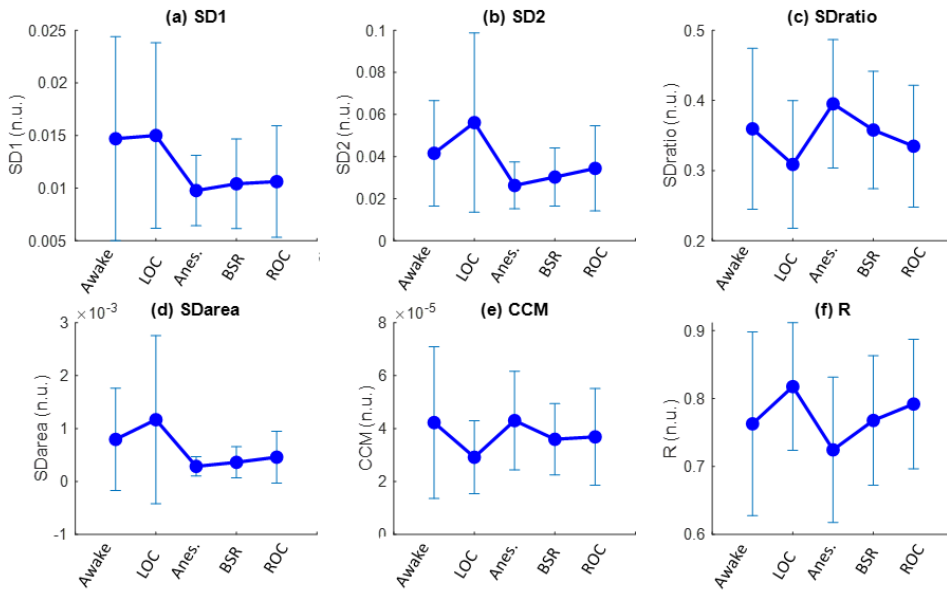 (a) SD1
0.025
0.02
0.015
0.01
0.005
SD1 (n.u.)
Awake
LOC
Anes.
BSR
ROC
(b) SD2
0.1
0.08
0.06
0.04
0.02
0
SD2 (n.u.)
Awake
LOC
Anes.
BSR
ROC
(c) SDratio
0.5
0.4
0.3
0.2
SDratio (n.u.)
Awake
LOC
Anes.
BSR
ROC
(d) SDarea
×10-3
3
2
1
0
-1
SDarea (n.u.)
Awake
LOC
Anes.
BSR
ROC
(e) CCM
×10-5
8
6
4
2
0
CCM (n.u.)
Awake
LOC
Anes.
BSR
ROC
(f) R
0.9
0.8
0.7
0.6
R (n.u.)
Awake
LOC
Anes.
BSR
ROC